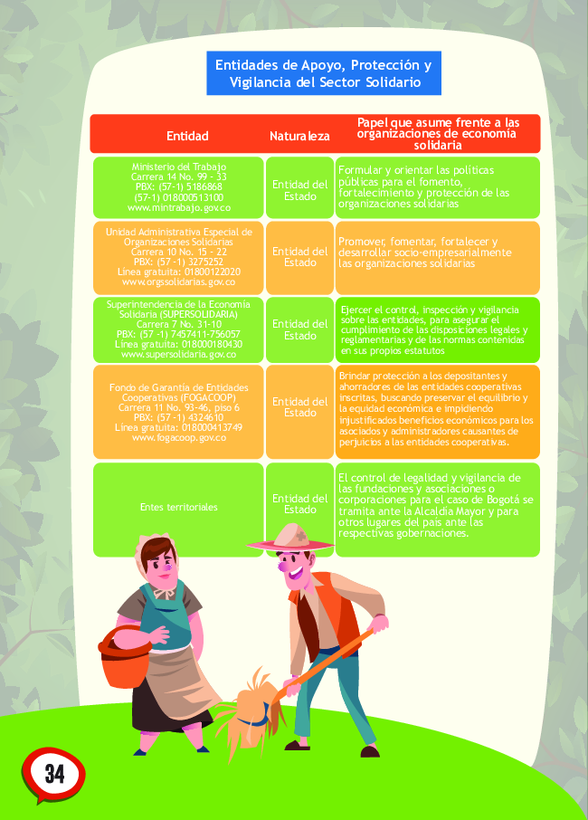 Entidades de Apoyo, Protección y
Vigilancia del Sector Solidario
Entidad
Naturaleza
Papel que asume frente a las
organizaciones de economía
solidaria
Ministerio del Trabajo
Carrera 14 No. 99 - 33
PBX: (57-1) 5186868
(57-1) 018000513100
www.mintrabajo.gov.co
Entidad del
Estado
Formular y orientar las políticas
públicas para el fomento,
fortalecimiento y protección de las
organizaciones solidarias
Unidad Administrativa Especial de
Organizaciones Solidarias
Carrera 10 No. 15 - 22
PBX: (57 -1) 3275252
Línea gratuita: 01800122020
www.orgssolidarias.gov.co
Entidad del
Estado
Promover, fomentar, fortalecer y
desarrollar socio-empresarialmente
las organizaciones solidarias
Superintendencia de la Economía
Solidaria (SUPERSOLIDARIA)
Carrera 7 No. 31-10
PBX: (57 -1) 7457411-756057
Línea gratuita: 018000180430
www.supersolidaria.gov.co
Entidad del
Estado
Ejercer el control, inspección y vigilancia
sobre las entidades, para asegurar el
cumplimiento de las disposiciones legales y
reglamentarias y de las normas contenidas
en sus propios estatutos
Fondo de Garantía de Entidades
Cooperativas (FOGACOOP)
Carrera 11 No. 93-46, piso 6
PBX: (57 -1) 4324610
Línea gratuita: 018000413749
www.fogacoop.gov.co
Entidad del
Estado
Brindar protección a los depositantes y
ahorradores de las entidades cooperativas
inscritas, buscando preservar el equilibrio y
la equidad económica e impidiendo
injustificados beneficios económicos para los
asociados y administradores causantes de
perjuicios a las entidades cooperativas.
Entes territoriales
Entidad del
Estado
El control de legalidad y vigilancia de
las fundaciones y asociaciones o
corporaciones para el caso de Bogotá se
tramita ante la Alcaldía Mayor y para
otros lugares del país ante las
respectivas gobernaciones.
34